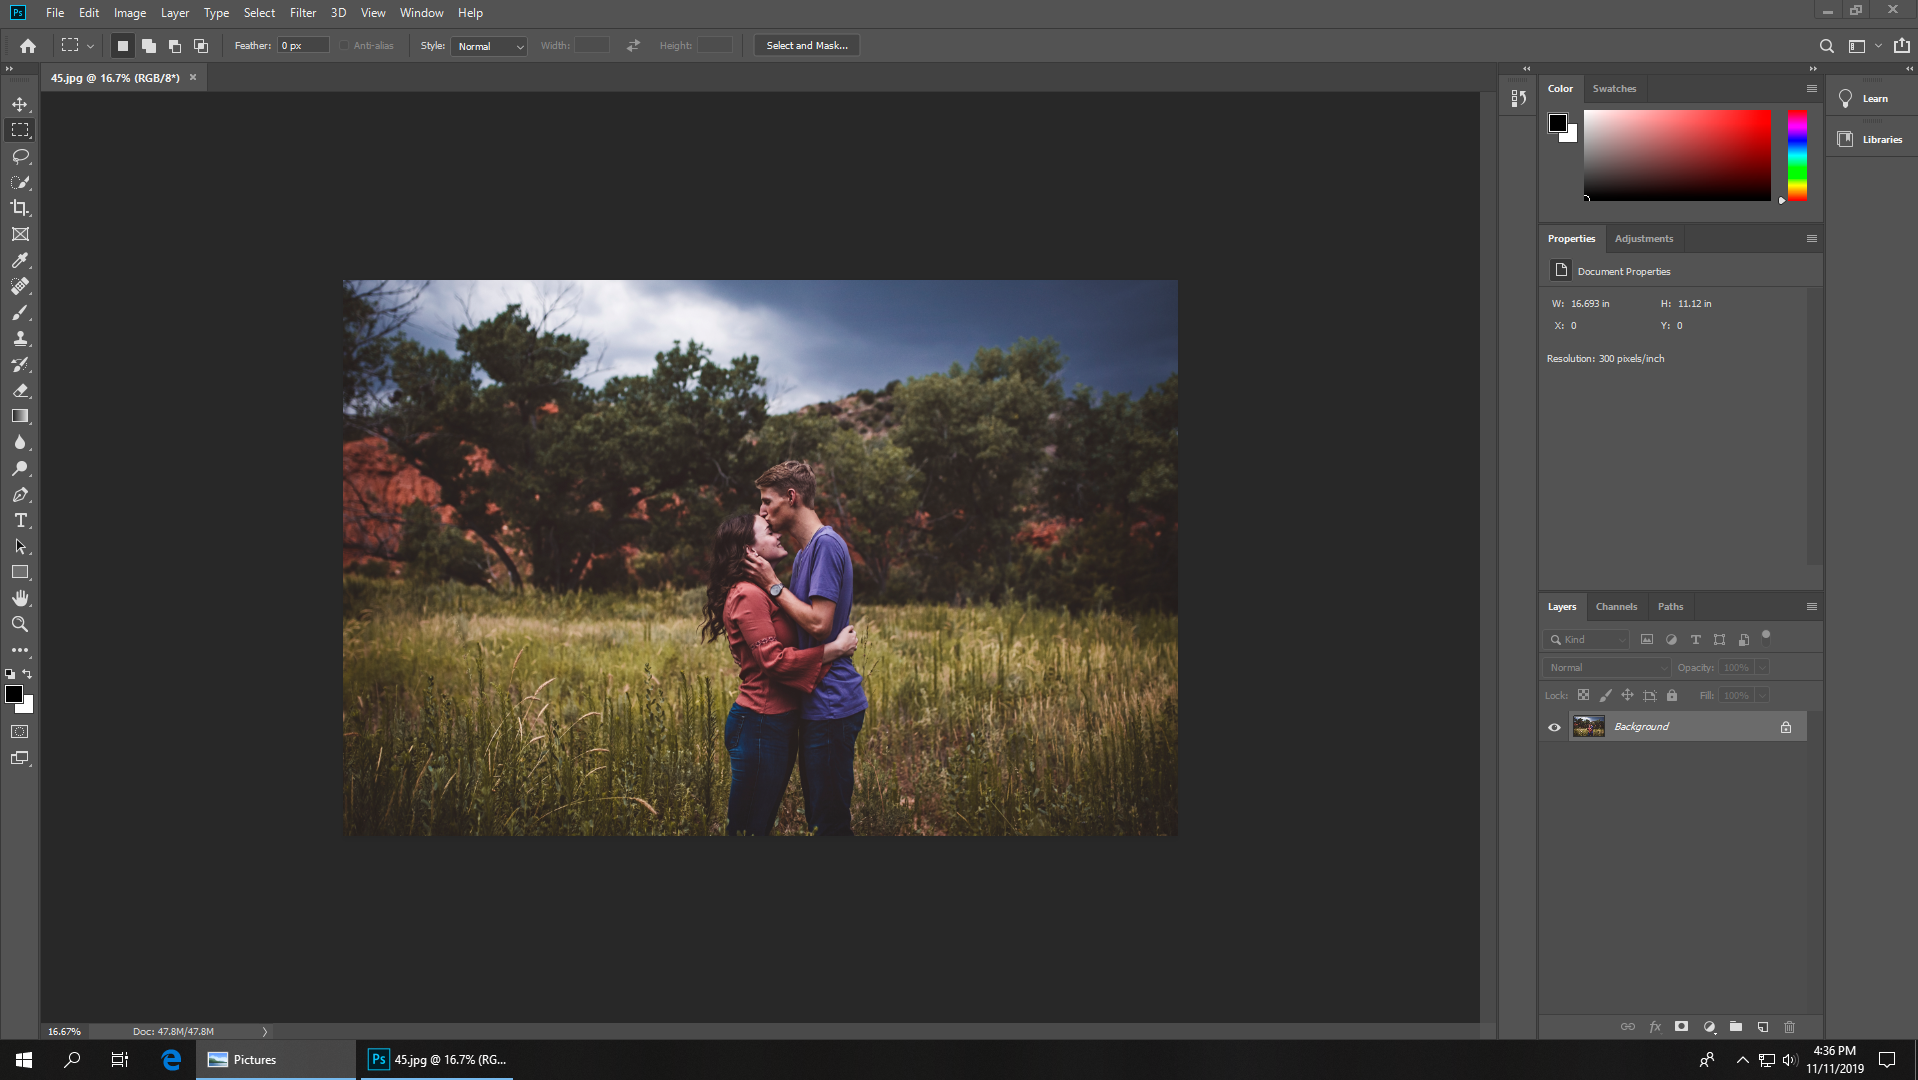 Ps File Edit Image Layer Type Select Filter 3D View Window Help
Feather: 0 px Anti-alias Style: Normal Width: Height: Select and Mask...
45.jpg @ 16.7% (RGB/8*) ×
Color Swatches
Learn
Libraries
Properties Adjustments
Document Properties
W: 16.693 in H: 11.12 in
X: 0 Y: 0
Resolution: 300 pixels/inch
Layers Channels Paths
Kind
Normal Opacity: 100%
Lock: Fill: 100%
Background
fx
16.67% Doc: 47.8M/47.8M
Pictures
Ps 45.jpg @ 16.7% (RG...
4:36 PM
11/11/2019